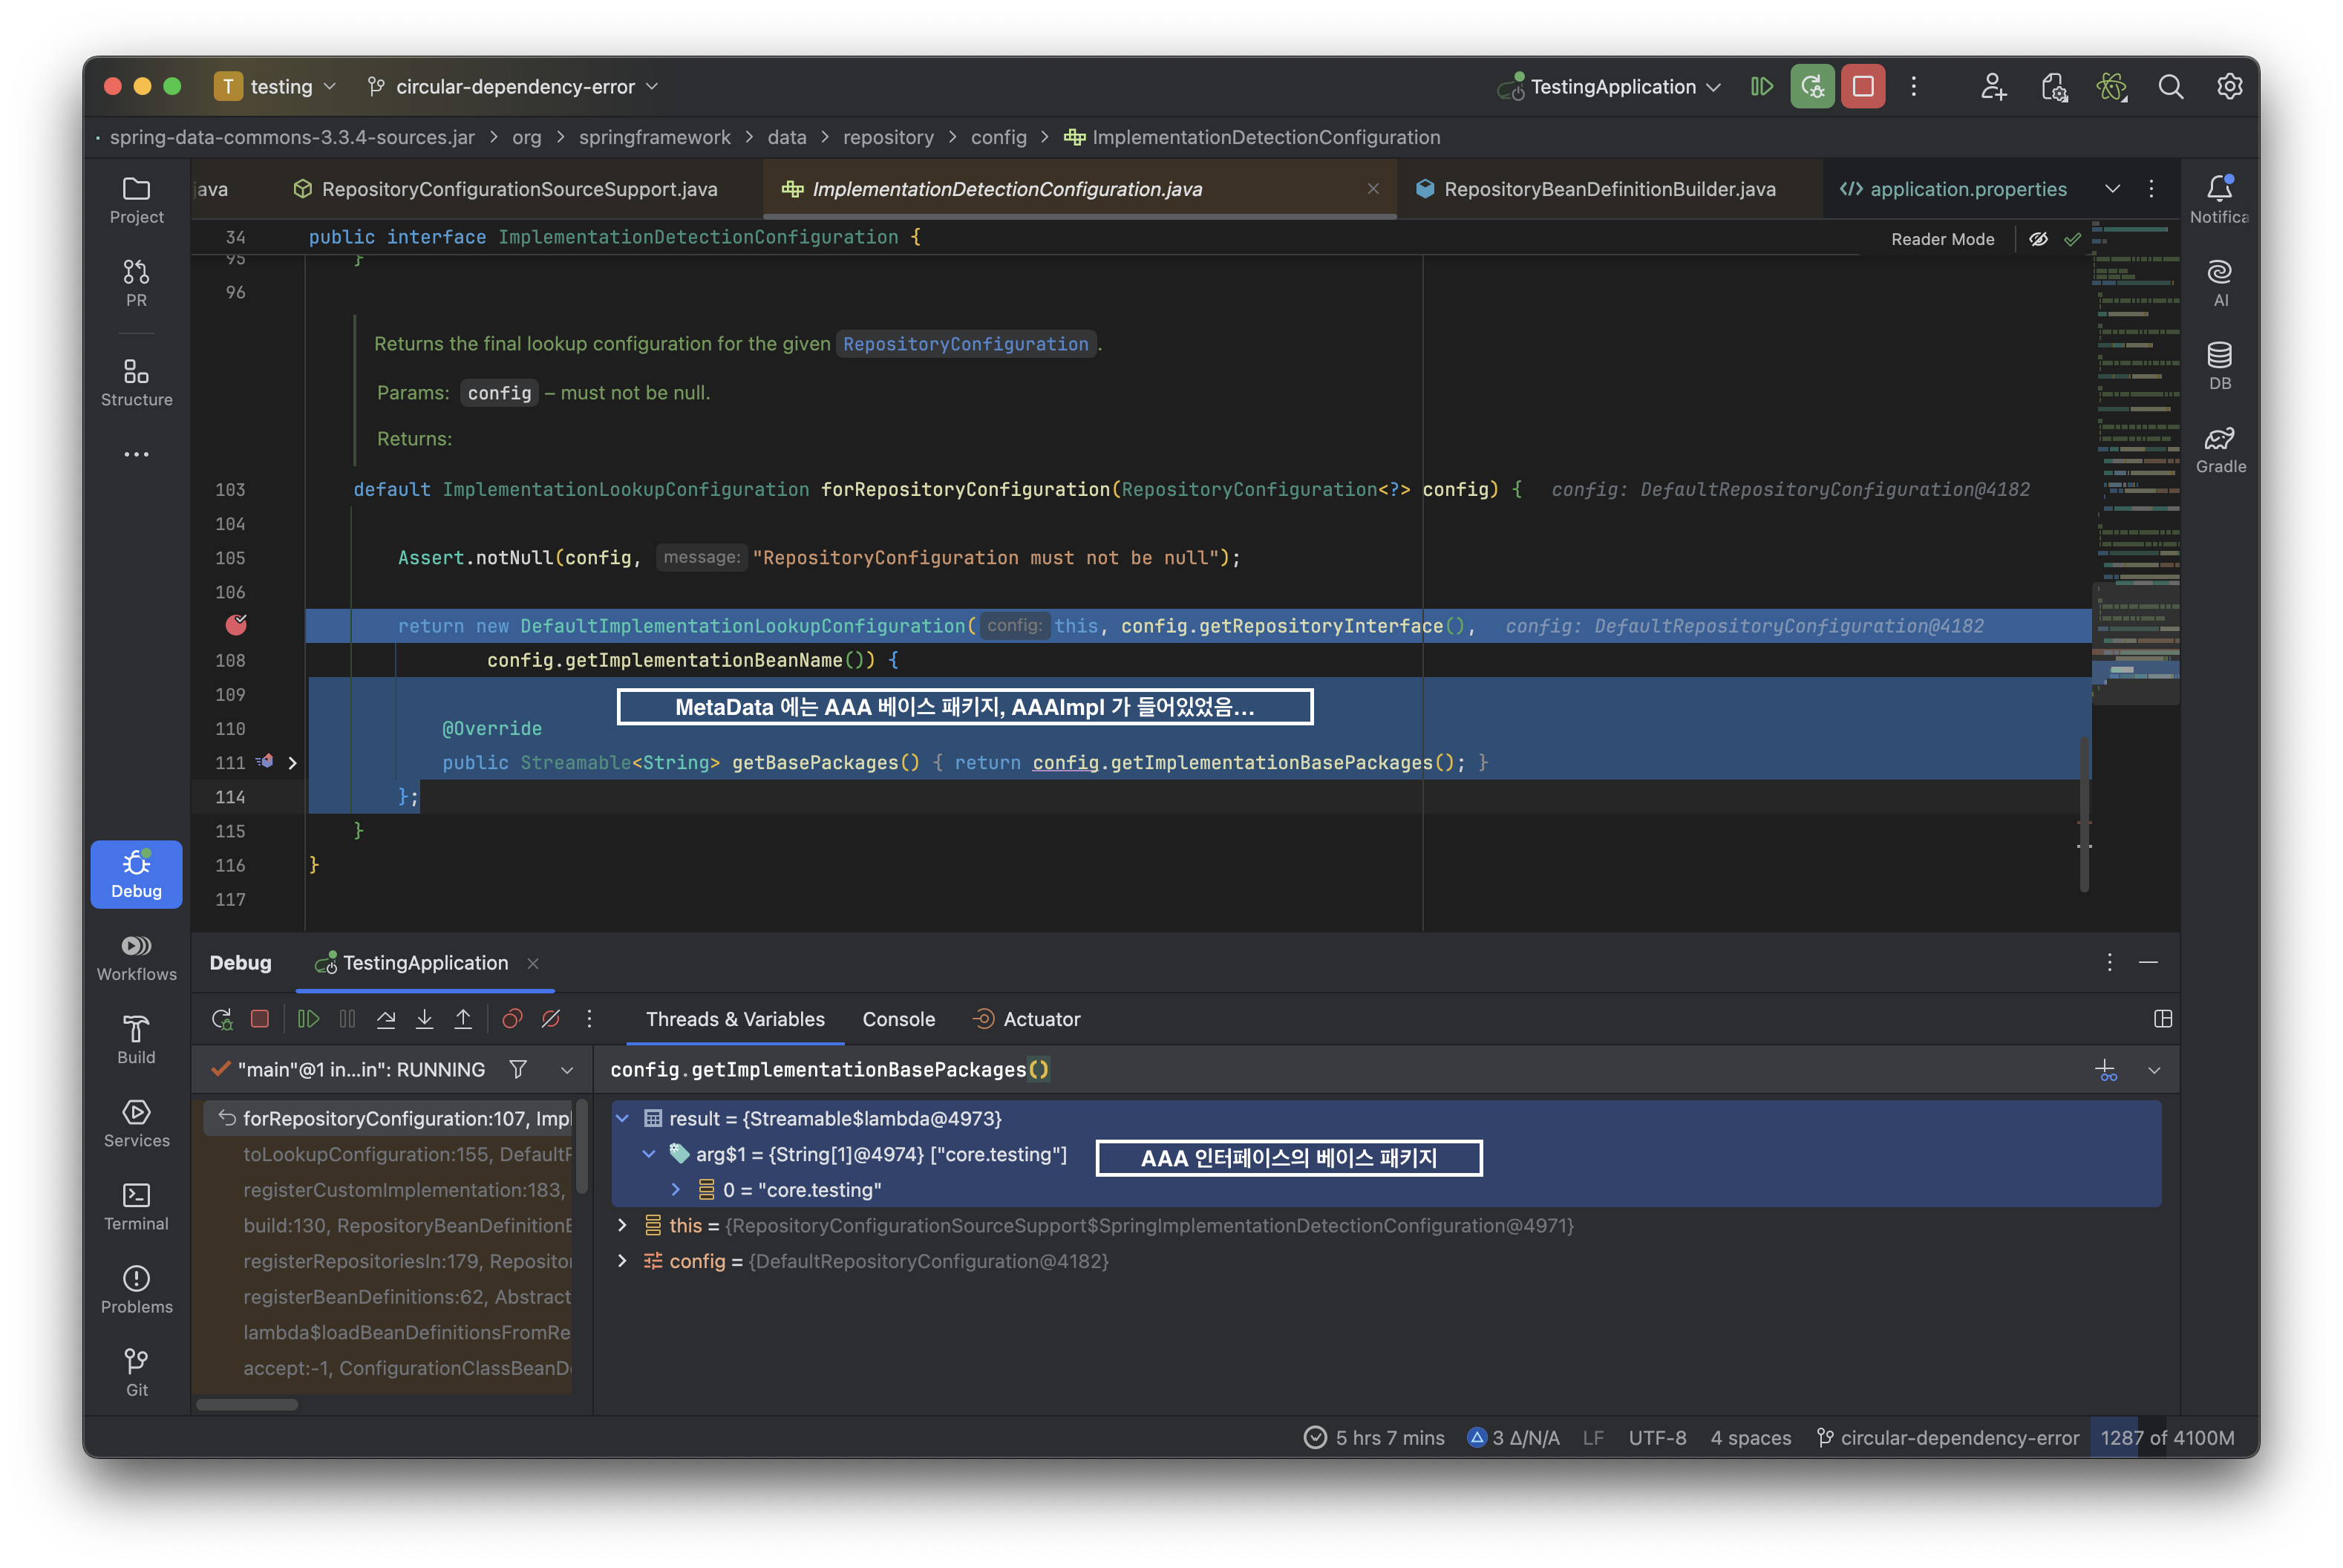 T testing circular-dependency-error TestingApplication
spring-data-commons-3.3.4-sources.jar > org > springframework > data > repository > config > ImplementationDetectionConfiguration
java RepositoryConfigurationSourceSupport.java ImplementationDetectionConfiguration.java RepositoryBeanDefinitionBuilder.java </> application.properties
Project
PR
Structure
Debug
Workflows
Build
Services
Terminal
Problems
Git
34 public interface ImplementationDetectionConfiguration { Reader Mode
95 }
96
Returns the final lookup configuration for the given RepositoryConfiguration.
Params: config – must not be null.
Returns:
103 default ImplementationLookupConfiguration forRepositoryConfiguration(RepositoryConfiguration<?> config) { config: DefaultRepositoryConfiguration@4182
104
105 Assert.notNull(config, message: "RepositoryConfiguration must not be null");
106
return new DefaultImplementationLookupConfiguration( config: this, config.getRepositoryInterface(), config: DefaultRepositoryConfiguration@4182
108 config.getImplementationBeanName()) {
109
MetaData 에는 AAA 베이스 패키지, AAAImpl 가 들어있었음...
110 @Override
111 public Streamable<String> getBasePackages() { return config.getImplementationBasePackages(); }
114 };
115 }
116 }
117
Notifica
AI
DB
Gradle
Debug TestingApplication
Threads & Variables Console Actuator
"main"@1 in...in": RUNNING
forRepositoryConfiguration:107, Impl
toLookupConfiguration:155, DefaultR
registerCustomImplementation:183,
build:130, RepositoryBeanDefinitionB
registerRepositoriesIn:179, Repositor
registerBeanDefinitions:62, Abstract
lambda$loadBeanDefinitionsFromRe
accept:-1, ConfigurationClassBeanDe
config.getImplementationBasePackages()
result = {Streamable$lambda@4973}
arg$1 = {String[1]@4974} ["core.testing"] AAA 인터페이스의 베이스 패키지
0 = "core.testing"
this = {RepositoryConfigurationSourceSupport$SpringImplementationDetectionConfiguration@4971}
config = {DefaultRepositoryConfiguration@4182}
5 hrs 7 mins 3 Δ/N/A LF UTF-8 4 spaces circular-dependency-error 1287 of 4100M